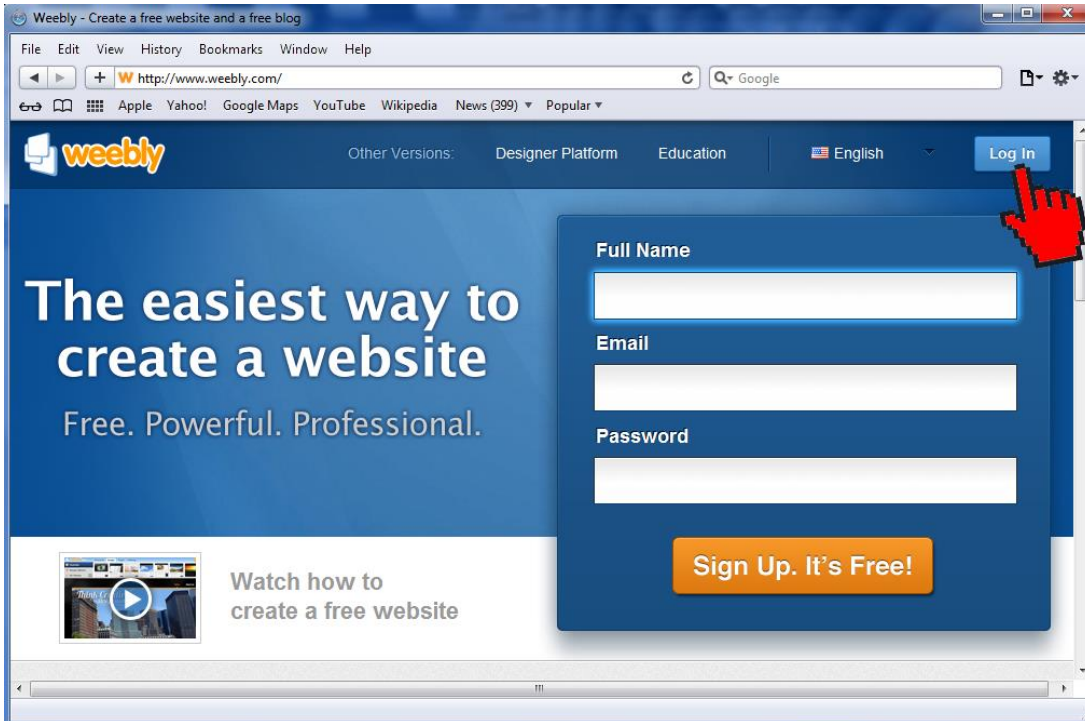 Weebly - Create a free website and a free blog
File Edit View History Bookmarks Window Help
W http://www.weebly.com/ Google
Apple Yahoo! Google Maps YouTube Wikipedia News (399) Popular
weebly Other Versions: Designer Platform Education English Log In
Full Name
The easiest way to
create a website
Free. Powerful. Professional.
Email
Password
Sign Up. It's Free!
Watch how to
create a free website